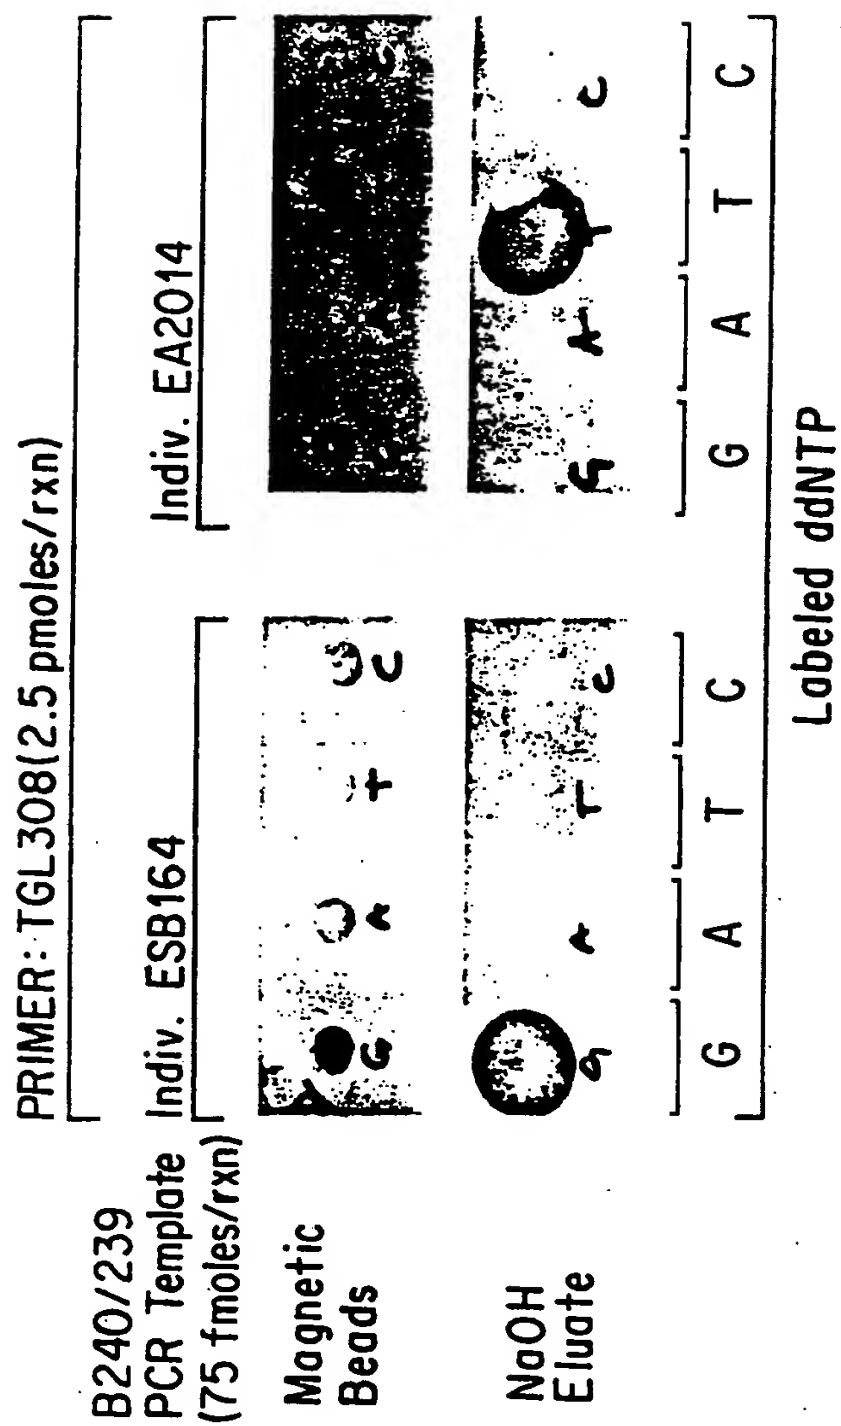 PRIMER: TGL308(2.5 pmoles/rxn)
B240/239
PCR Template
(75 fmoles/rxn)
Indiv. ESB164
Indiv. EA2014
Magnetic
Beads
G A T C
NaOH
Eluate
G A T C
G A T C
G A T C
G A T C
Labeled ddNTP